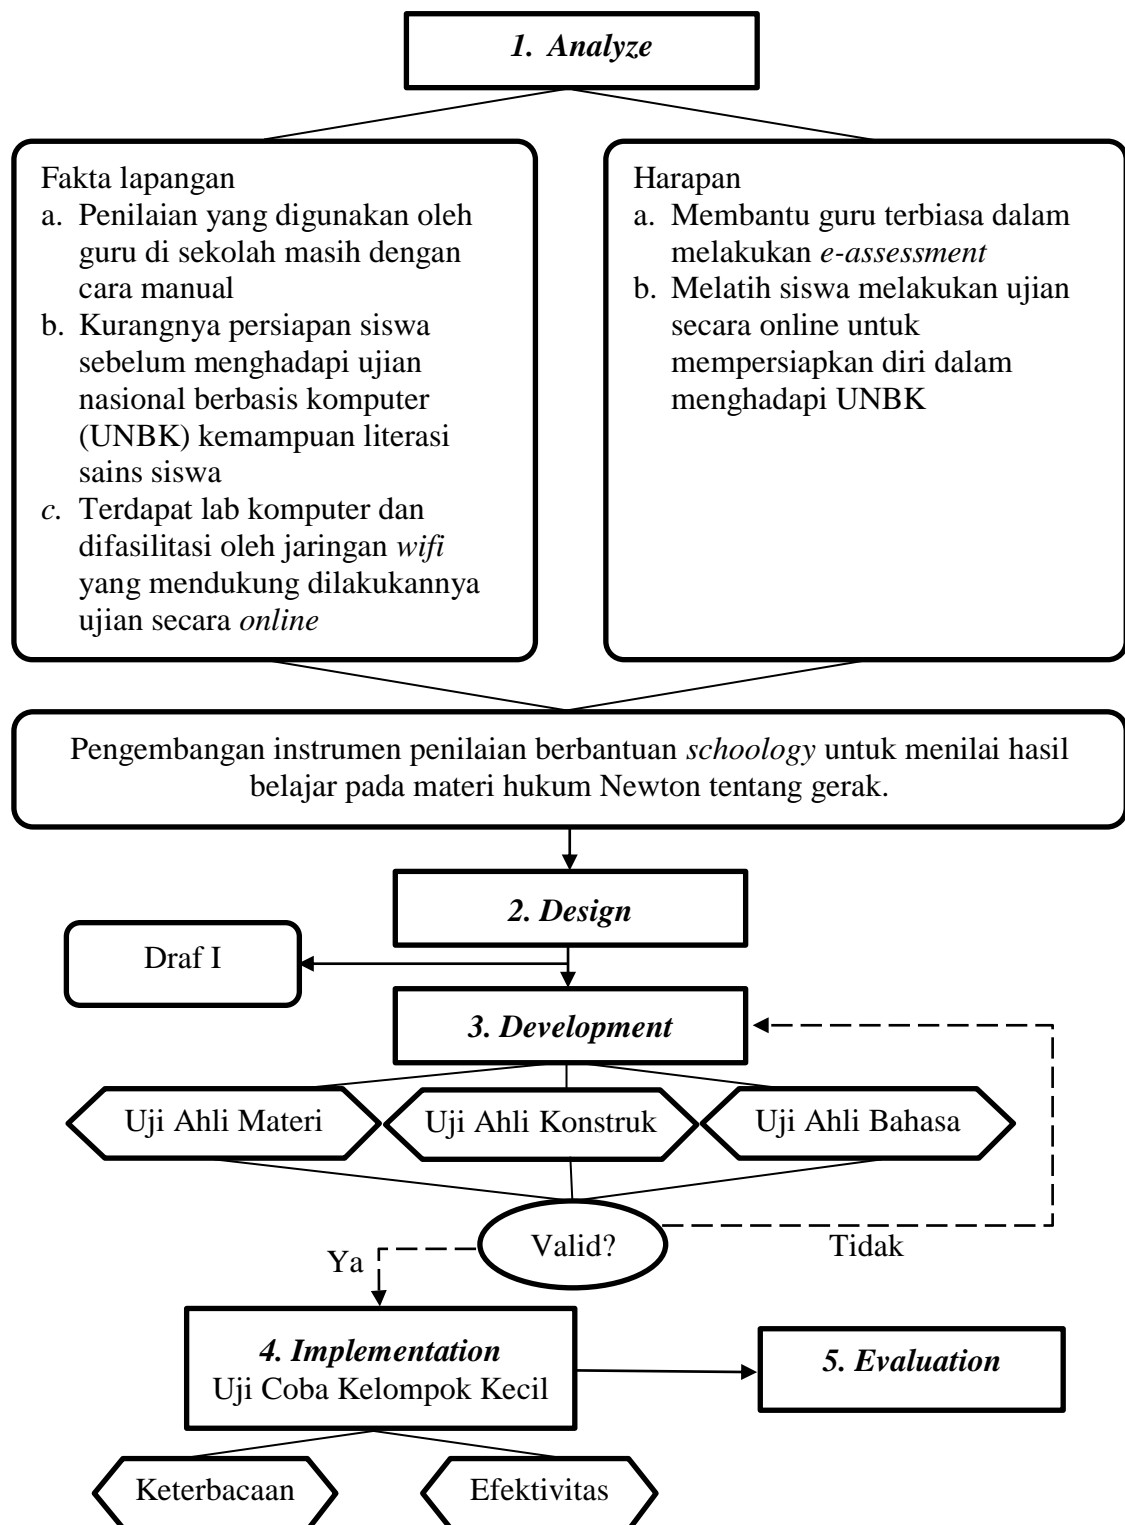 1. Analyze
Fakta lapangan
a. Penilaian yang digunakan oleh
guru di sekolah masih dengan
cara manual
b. Kurangnya persiapan siswa
sebelum menghadapi ujian
nasional berbasis komputer
(UNBK) kemampuan literasi
sains siswa
c. Terdapat lab komputer dan
difasilitasi oleh jaringan wifi
yang mendukung dilakukannya
ujian secara online
Harapan
a. Membantu guru terbiasa dalam
melakukan e-assessment
b. Melatih siswa melakukan ujian
secara online untuk
mempersiapkan diri dalam
menghadapi UNBK
Pengembangan instrumen penilaian berbantuan schoology untuk menilai hasil
belajar pada materi hukum Newton tentang gerak.
2. Design
Draf I
3. Development
Uji Ahli Materi
Uji Ahli Konstruk
Uji Ahli Bahasa
Valid?
Tidak
Ya
4. Implementation
Uji Coba Kelompok Kecil
5. Evaluation
Keterbacaan
Efektivitas